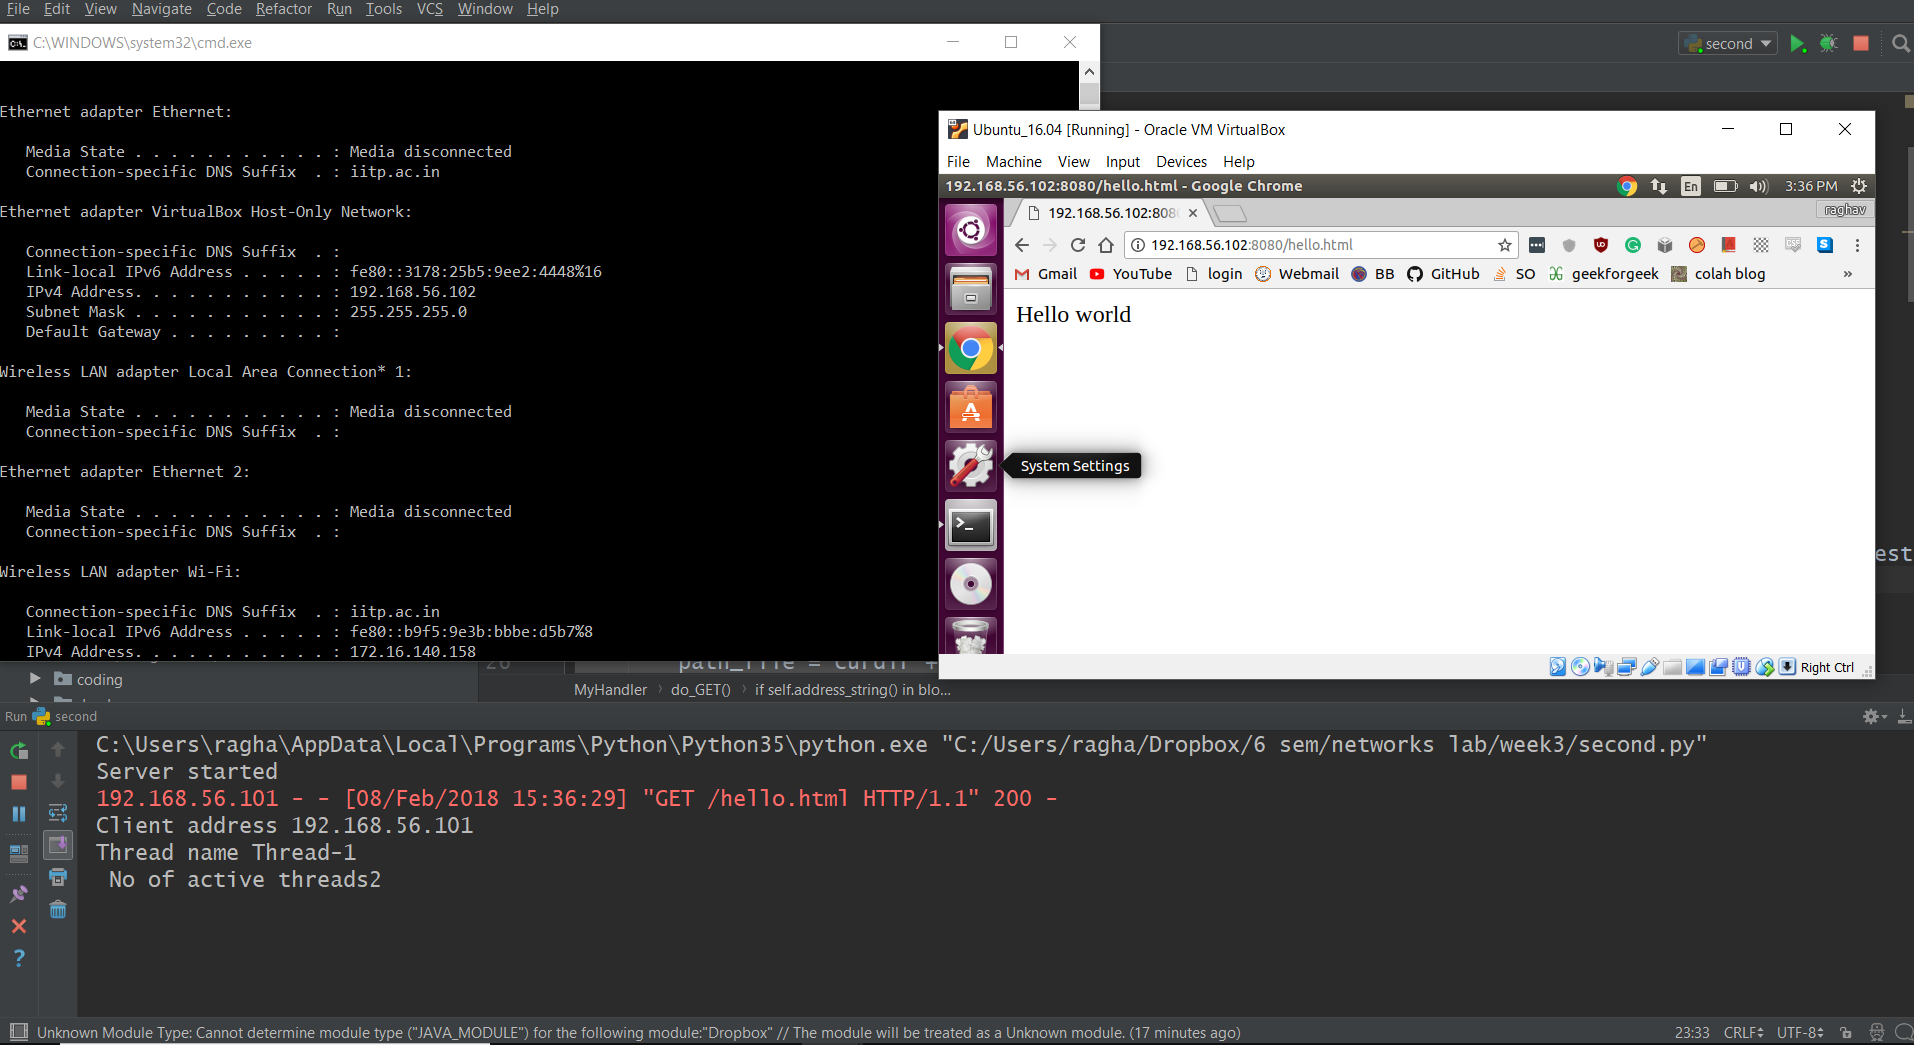 File Edit View Navigate Code Refactor Run Tools VCS Window Help
C:\WINDOWS\system32\cmd.exe
second
Ethernet adapter Ethernet:
Media State . . . . . . . . . . . : Media disconnected
Connection-specific DNS Suffix  . : iitp.ac.in
Ethernet adapter VirtualBox Host-Only Network:
Connection-specific DNS Suffix  . :
Link-local IPv6 Address . . . . . : fe80::3178:25b5:9ee2:4448%16
IPv4 Address. . . . . . . . . . . : 192.168.56.102
Subnet Mask . . . . . . . . . . . : 255.255.255.0
Default Gateway . . . . . . . . . :
Wireless LAN adapter Local Area Connection* 1:
Media State . . . . . . . . . . . : Media disconnected
Connection-specific DNS Suffix  . :
Ethernet adapter Ethernet 2:
Media State . . . . . . . . . . . : Media disconnected
Connection-specific DNS Suffix  . :
Wireless LAN adapter Wi-Fi:
Connection-specific DNS Suffix  . : iitp.ac.in
Link-local IPv6 Address . . . . . : fe80::b9f5:9e3b:bbbe:d5b7%8
IPv4 Address. . . . . . . . . . . : 172.16.140.158
Ubuntu_16.04 [Running] - Oracle VM VirtualBox
File Machine View Input Devices Help
192.168.56.102:8080/hello.html - Google Chrome En 3:36 PM
192.168.56.102:808 raghav
192.168.56.102:8080/hello.html
Gmail YouTube login Webmail BB GitHub SO geekforgeek colah blog »
Hello world
System Settings
Right Ctrl
est
26 path_file = curdir +
coding
MyHandler › do_GET() › if self.address_string() in blo...
Run second
C:\Users\ragha\AppData\Local\Programs\Python\Python35\python.exe "C:/Users/ragha/Dropbox/6 sem/networks lab/week3/second.py"
Server started
192.168.56.101 - - [08/Feb/2018 15:36:29] "GET /hello.html HTTP/1.1" 200 -
Client address 192.168.56.101
Thread name Thread-1
No of active threads2
Unknown Module Type: Cannot determine module type ("JAVA_MODULE") for the following module:"Dropbox" // The module will be treated as a Unknown module. (17 minutes ago) 23:33 CRLF UTF-8